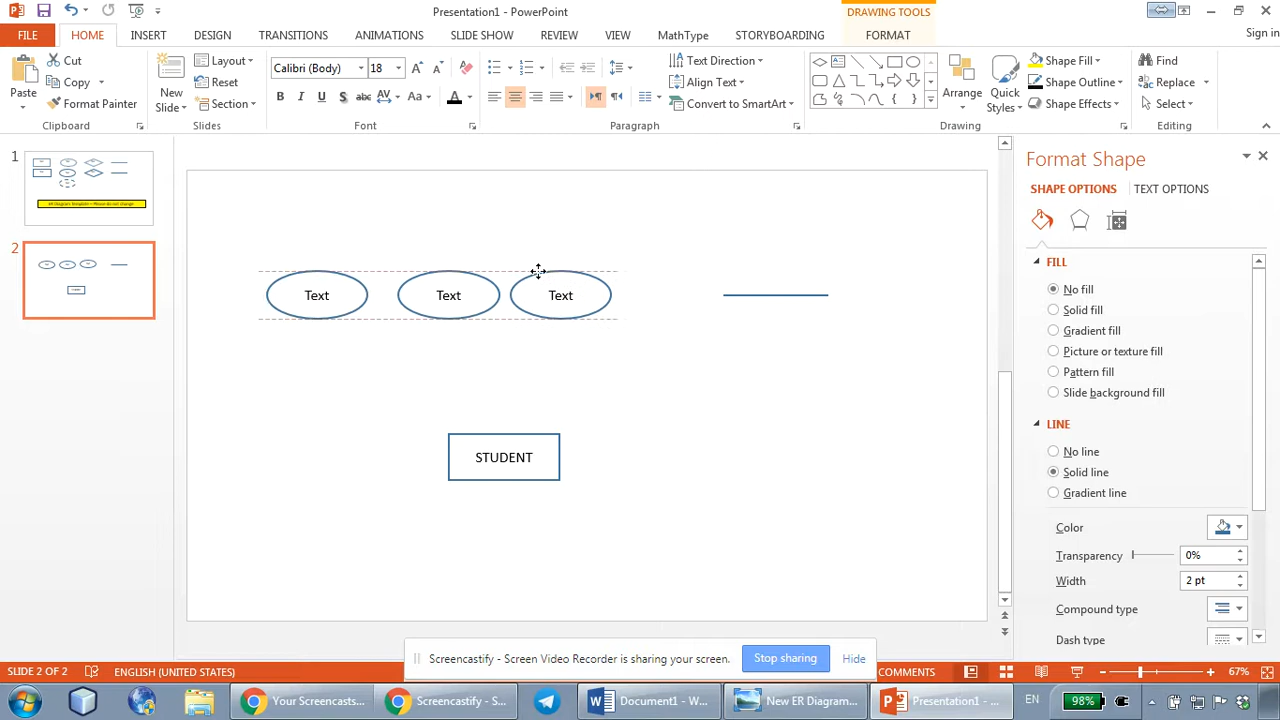 Presentation1 - PowerPoint
DRAWING TOOLS
FILE
HOME
INSERT
DESIGN
TRANSITIONS
ANIMATIONS
SLIDE SHOW
REVIEW
VIEW
MathType
STORYBOARDING
FORMAT
Sign in
Paste
Cut
Copy
Format Painter
Clipboard
New Slide
Layout
Reset
Section
Slides
Calibri (Body)
18
B I U S abc AV Aa A
Font
Text Direction
Align Text
Convert to SmartArt
Paragraph
Arrange
Quick Styles
Shape Fill
Shape Outline
Shape Effects
Drawing
Find
Replace
Select
Editing
1
2
Text
Text
Text
STUDENT
Format Shape
SHAPE OPTIONS
TEXT OPTIONS
FILL
No fill
Solid fill
Gradient fill
Picture or texture fill
Pattern fill
Slide background fill
LINE
No line
Solid line
Gradient line
Color
Transparency
0%
Width
2 pt
Compound type
Dash type
Screencastify - Screen Video Recorder is sharing your screen.
Stop sharing
Hide
SLIDE 2 OF 2
ENGLISH (UNITED STATES)
COMMENTS
67%
Your Screencasts...
Screencastify - S...
Document1 - W...
New ER Diagram...
Presentation1 - ...
EN
98%